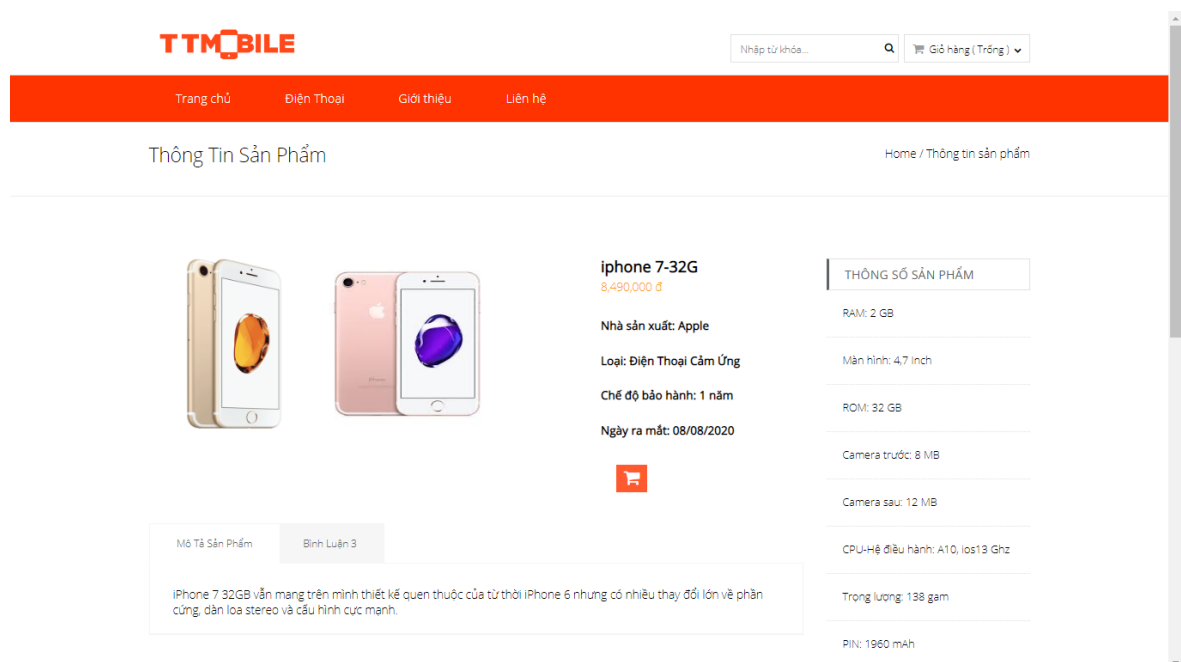 TTMOBILE
Nhập từ khóa...
Giỏ hàng ( Trống )
Trang chủ
Điện Thoại
Giới thiệu
Liên hệ
Thông Tin Sản Phẩm
Home / Thông tin sản phẩm
iphone 7-32G
8,490,000 đ
Nhà sản xuất: Apple
Loại: Điện Thoại Cảm Ứng
Chế độ bảo hành: 1 năm
Ngày ra mắt: 08/08/2020
THÔNG SỐ SẢN PHẨM
RAM: 2 GB
Màn hình: 4,7 Inch
ROM: 32 GB
Camera trước: 8 MB
Camera sau: 12 MB
CPU-Hệ điều hành: A10, ios13 Ghz
Trọng lượng: 138 gam
PIN: 1960 mAh
Mô Tả Sản Phẩm
Bình Luận 3
iPhone 7 32GB vẫn mang trên mình thiết kế quen thuộc của từ thời iPhone 6 nhưng có nhiều thay đổi lớn về phần
cứng, dàn loa stereo và cấu hình cực mạnh.